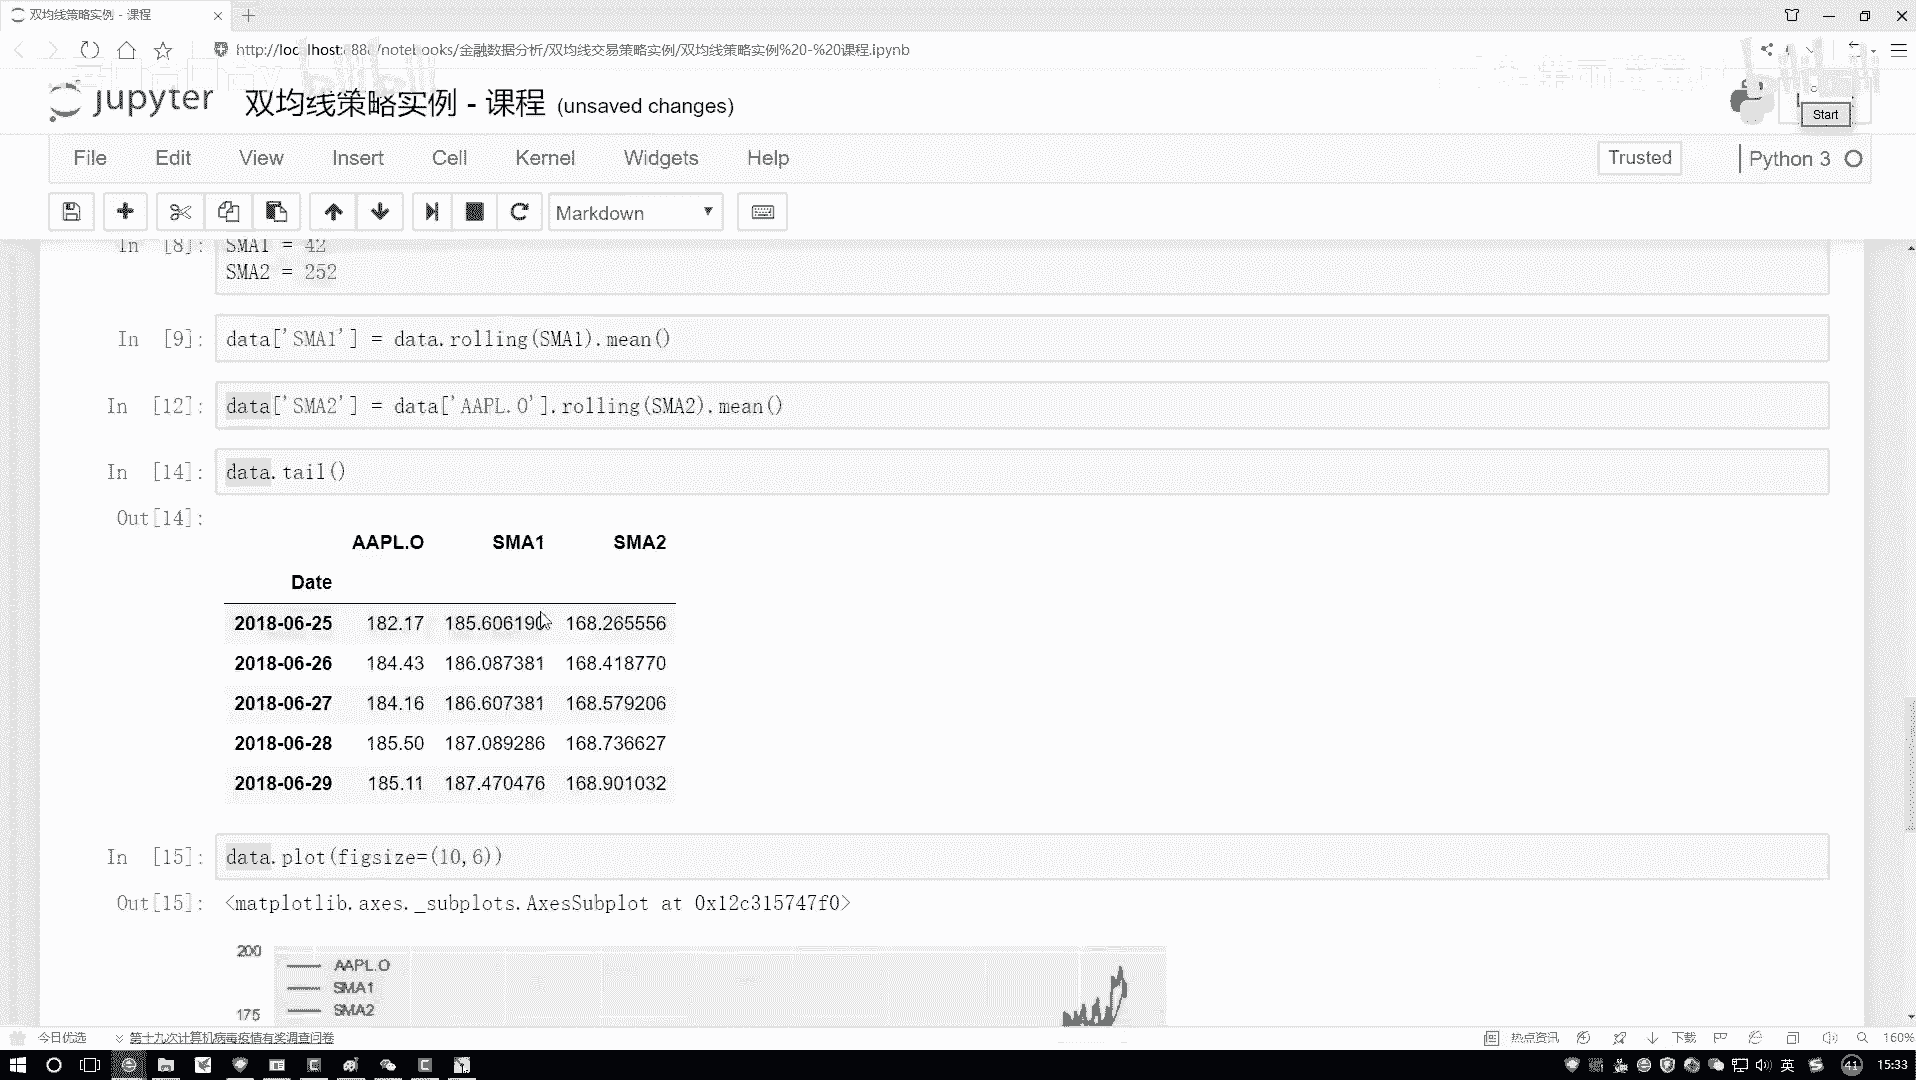 双均线策略实例 - 课程
/notebooks/金融数据分析/双均线交易策略实例/双均线策略实例%20-%20课程.ipynb
jupyter 双均线策略实例 - 课程 (unsaved changes)
Start
File Edit View Insert Cell Kernel Widgets Help
Trusted Python 3
Markdown
In [8]: SMA1 = 42
SMA2 = 252
In [9]: data['SMA1'] = data.rolling(SMA1).mean()
In [12]: data['SMA2'] = data['AAPL.O'].rolling(SMA2).mean()
In [14]: data.tail()
Out[14]:
AAPL.O SMA1 SMA2
Date
2018-06-25 182.17 185.606190 168.265556
2018-06-26 184.43 186.087381 168.418770
2018-06-27 184.16 186.607381 168.579206
2018-06-28 185.50 187.089286 168.736627
2018-06-29 185.11 187.470476 168.901032
In [15]: data.plot(figsize=(10,6))
Out[15]: <matplotlib.axes._subplots.AxesSubplot at 0x12c315747f0>
200
AAPL.O
SMA1
SMA2
175
今日优选 第十九次计算机病毒疫情有奖调查问卷 热点资讯 下载 160%
英 41 15:33